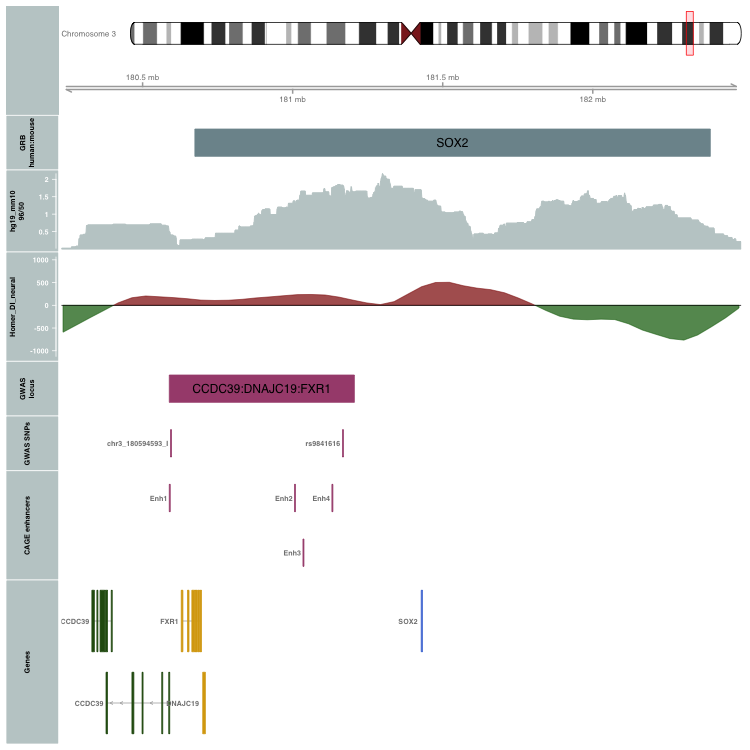 Chromosome 3
180.5 mb
181.5 mb
181 mb
182 mb
GRB
human:mouse
SOX2
hg19_mm10
96/50
2
1.5
1
0.5
Homer_DI_neural
1000
500
0
-500
-1000
GWAS
locus
CCDC39:DNAJC19:FXR1
GWAS SNPs
chr3_180594593_I
rs9841616
CAGE enhancers
Enh1
Enh2
Enh4
Enh3
Genes
CCDC39
FXR1
SOX2
CCDC39
DNAJC19